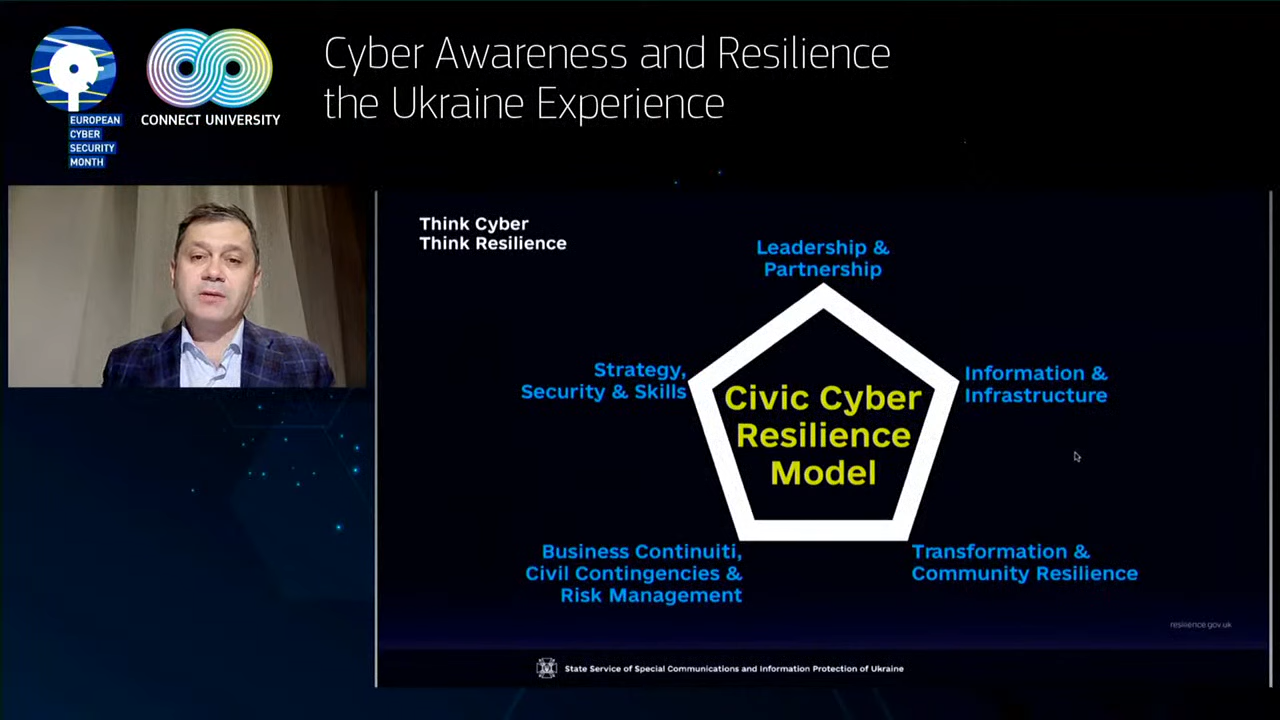 Cyber Awareness and Resilience
the Ukraine Experience
EUROPEAN
CYBER
SECURITY
MONTH
CONNECT UNIVERSITY
Think Cyber
Think Resilience
Leadership &
Partnership
Strategy,
Security & Skills
Information &
Infrastructure
Civic Cyber
Resilience
Model
Business Continuiti,
Civil Contingencies &
Risk Management
Transformation &
Community Resilience
resilience.gov.uk
State Service of Special Communications and Information Protection of Ukraine